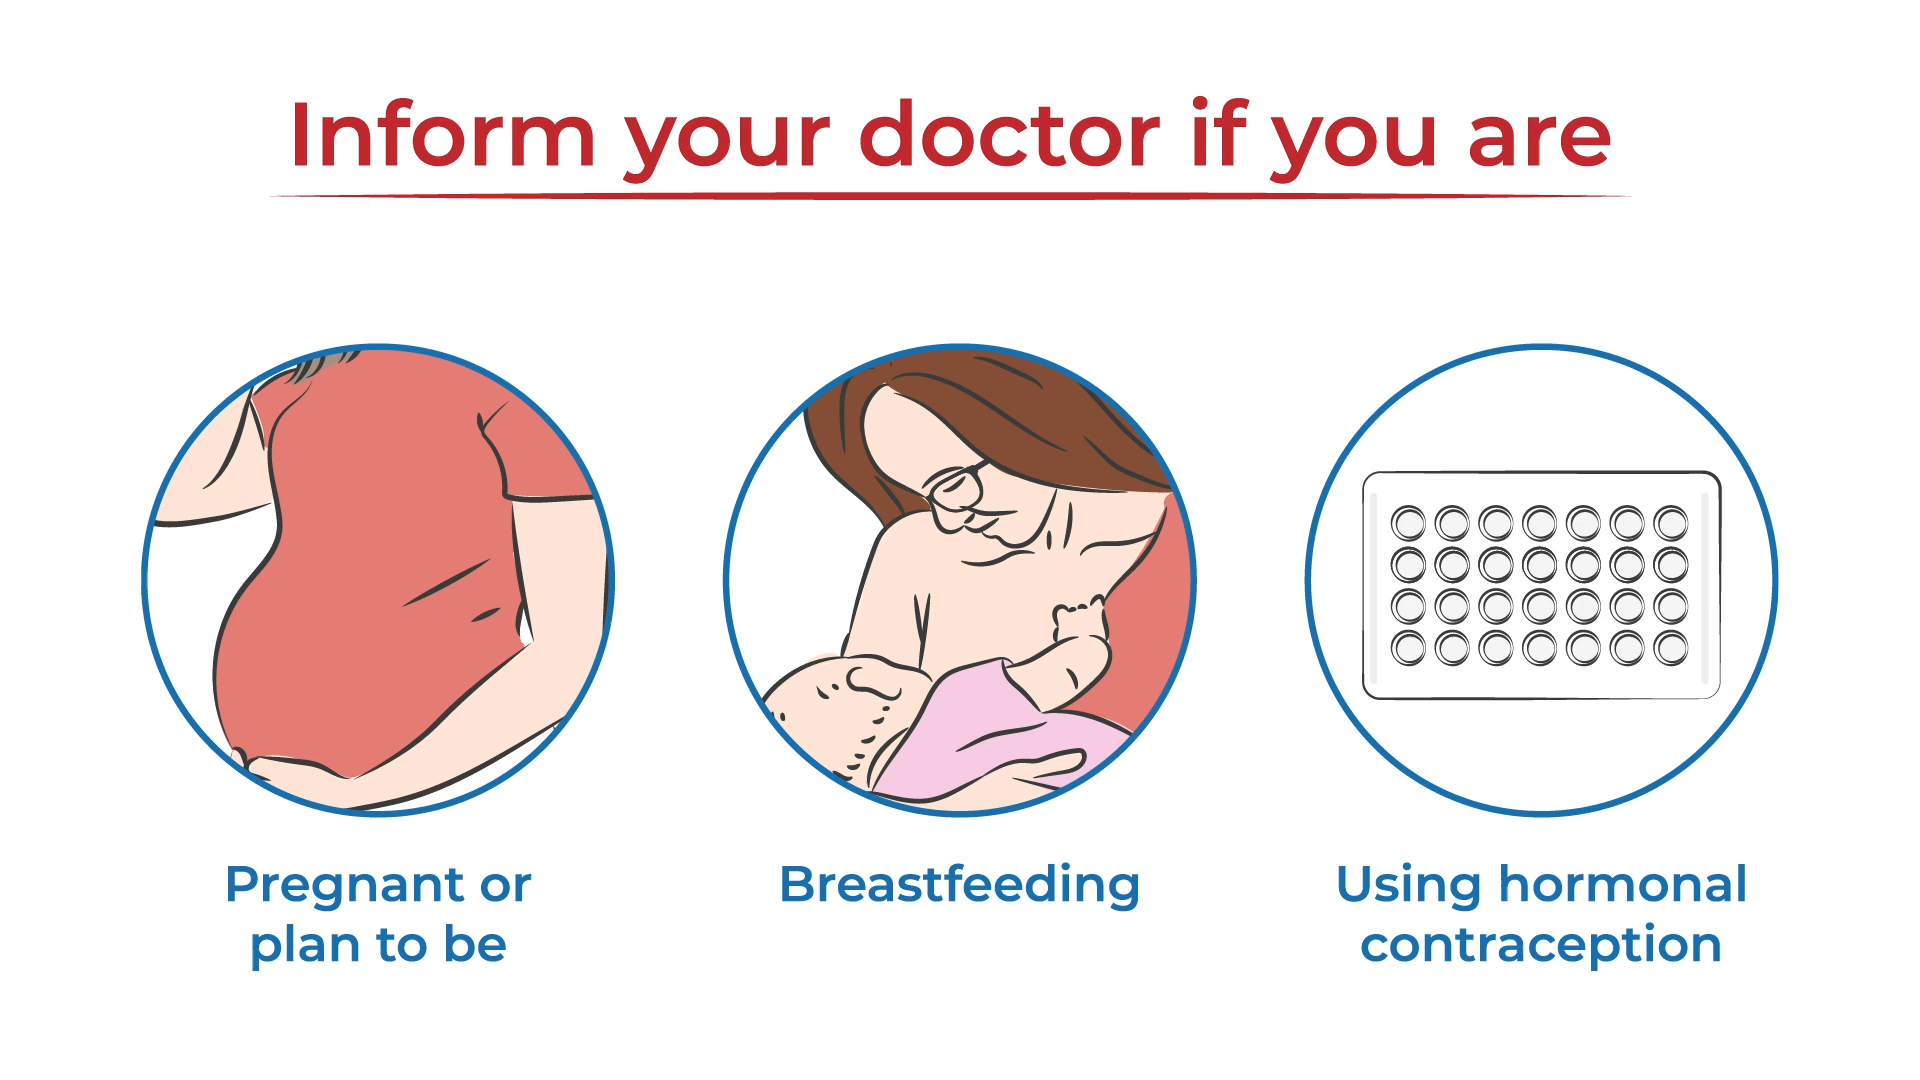 Inform your doctor if you are
Pregnant or
plan to be
Breastfeeding
Using hormonal
contraception